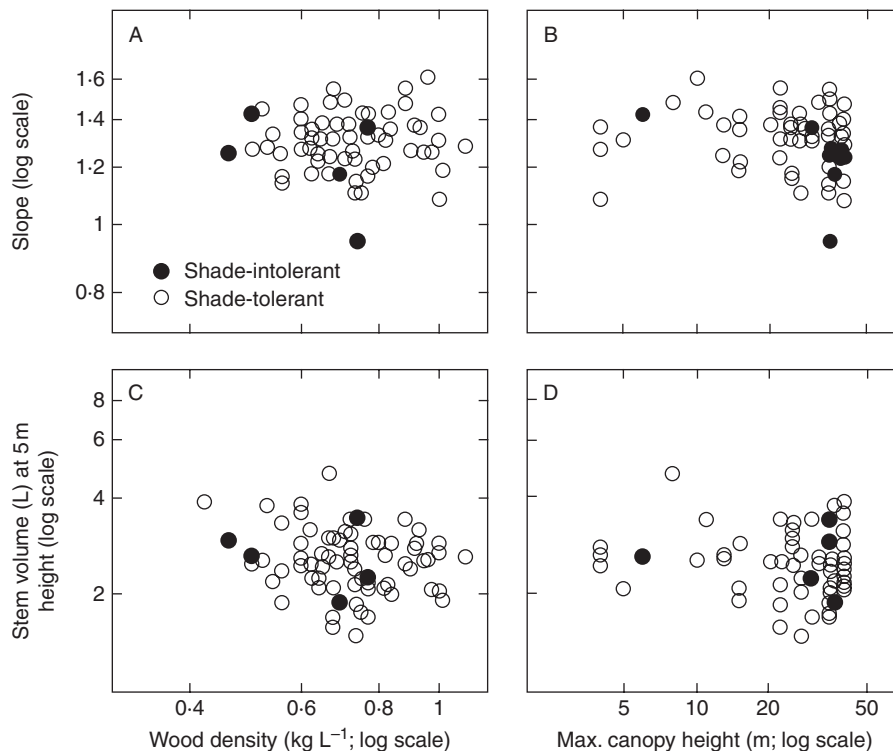 A
B
Slope (log scale)
1·6
1·4
1·2
1
0·8
Shade-intolerant
Shade-tolerant
C
D
Stem volume (L) at 5 m
height (log scale)
8
6
4
2
0·4
0·6
0·8
1
5
10
20
50
Wood density (kg L⁻¹; log scale)
Max. canopy height (m; log scale)